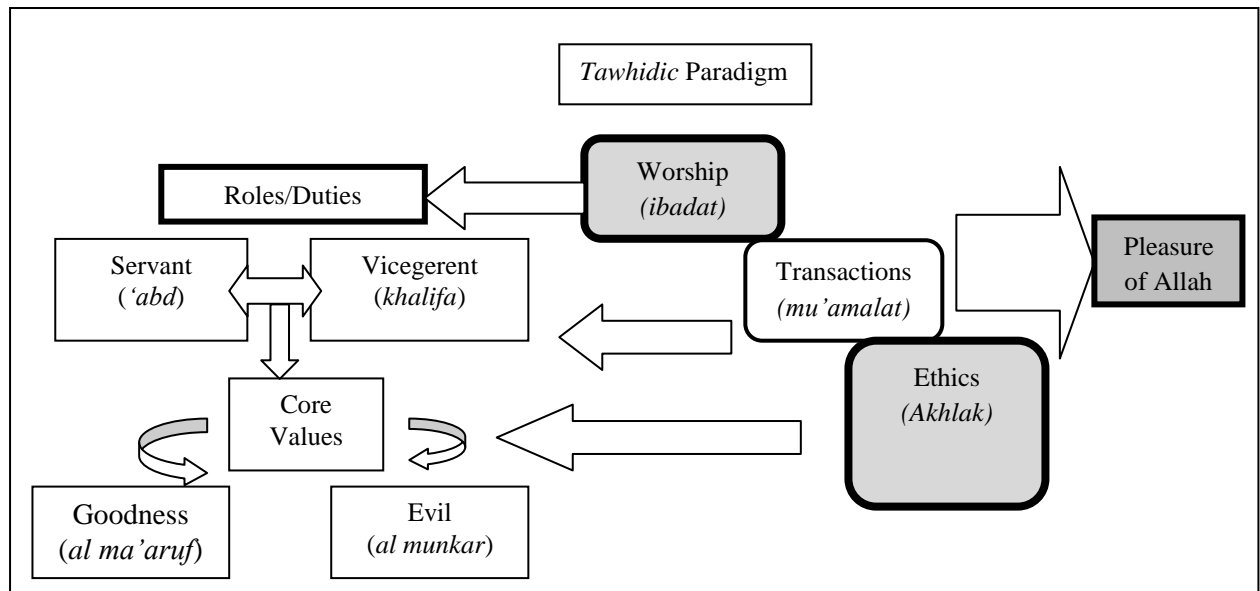 Tawhidic Paradigm
Worship
(ibadat)
Roles/Duties
Servant
(‘abd)
Vicegerent
(khalifa)
Transactions
(mu’amalat)
Pleasure
of Allah
Ethics
(Akhlak)
Core
Values
Goodness
(al ma’aruf)
Evil
(al munkar)